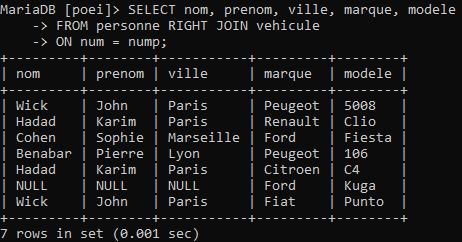 MariaDB [poei]> SELECT nom, prenom, ville, marque, modele
    -> FROM personne RIGHT JOIN vehicule
    -> ON num = nump;
+---------+--------+-----------+---------+--------+
| nom     | prenom | ville     | marque  | modele |
+---------+--------+-----------+---------+--------+
| Wick    | John   | Paris     | Peugeot | 5008   |
| Hadad   | Karim  | Paris     | Renault | Clio   |
| Cohen   | Sophie | Marseille | Ford    | Fiesta |
| Benabar | Pierre | Lyon      | Peugeot | 106    |
| Hadad   | Karim  | Paris     | Citroen | C4     |
| NULL    | NULL   | NULL      | Ford    | Kuga   |
| Wick    | John   | Paris     | Fiat    | Punto  |
+---------+--------+-----------+---------+--------+
7 rows in set (0.001 sec)